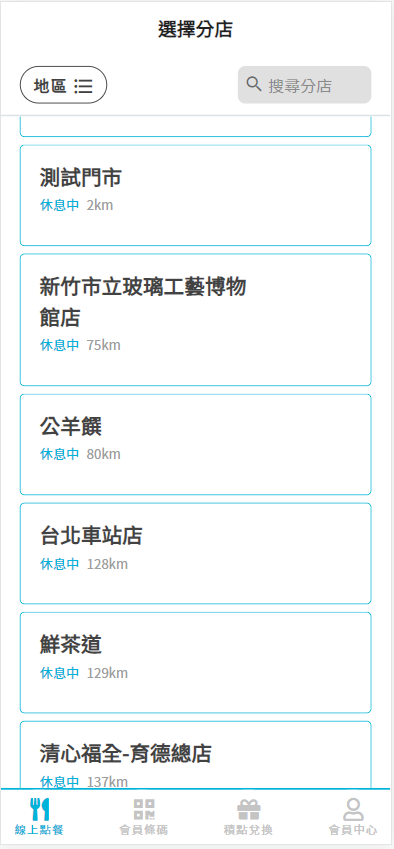 選擇分店
地區
搜尋分店
測試門市
休息中 2km
新竹市立玻璃工藝博物
館店
休息中 75km
公羊饌
休息中 80km
台北車站店
休息中 128km
鮮茶道
休息中 129km
清心福全-育德總店
休息中 137km
線上點餐 會員條碼 積點兌換 會員中心